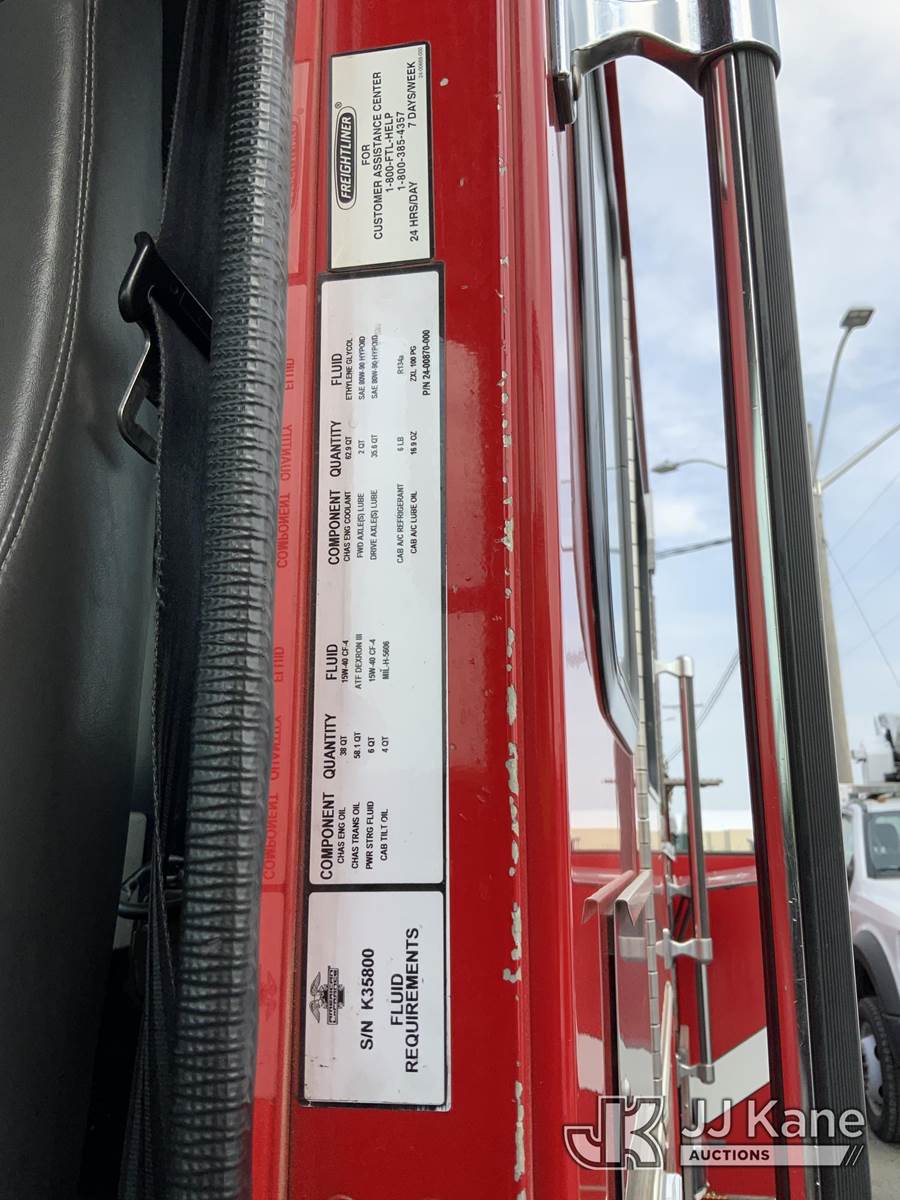 S/N K35800
FLUID
REQUIREMENTS
COMPONENT QUANTITY FLUID COMPONENT QUANTITY FLUID
CHAS ENG OIL 38 QT 15W-40 CF-4 CHAS ENG COOLANT 62.9 QT ETHYLENE GLYCOL
CHAS TRANS OIL 58.1 QT ATF DEXRON III FWD AXLE(S) LUBE 2 QT SAE 80W-90 HYPOID
PWR STRG FLUID 6 QT 15W-40 CF-4 DRIVE AXLE(S) LUBE 35.6 QT SAE 80W-90 HYPOID
CAB TILT OIL 4 QT MIL-H-5606
CAB A/C REFRIGERANT 6 LB R134a
CAB A/C LUBE OIL 16.9 OZ ZXL 100 PG
P/N 24-00870-000
FREIGHTLINER®
FOR
CUSTOMER ASSISTANCE CENTER
1-800-FTL-HELP
1-800-385-4357
24 HRS/DAY 7 DAYS/WEEK
JK JJ Kane
AUCTIONS